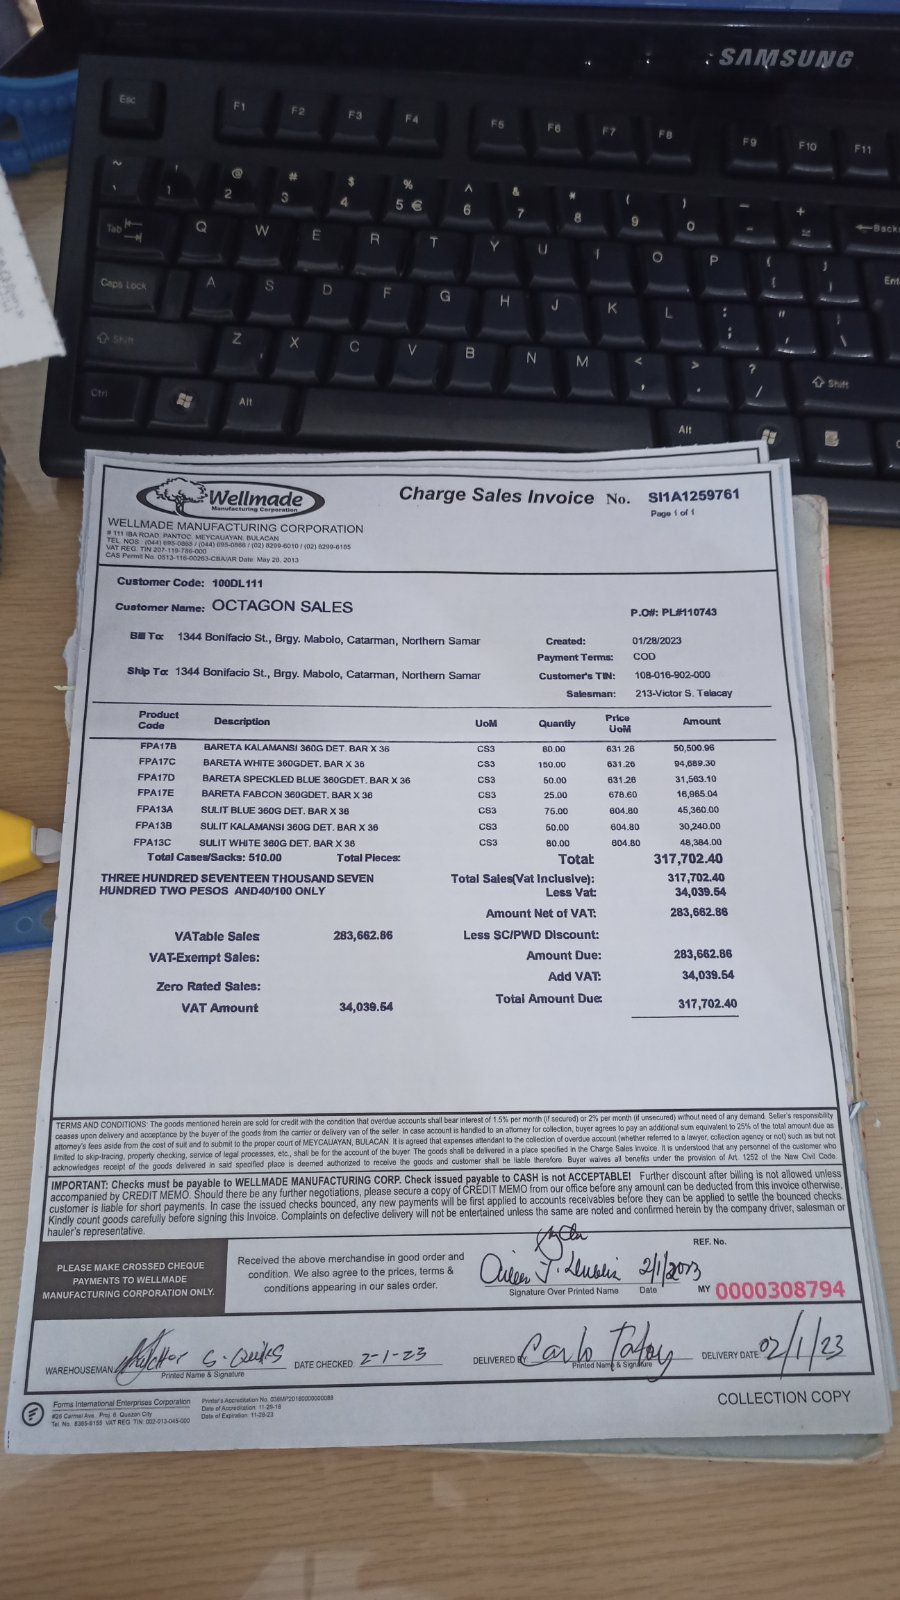 SAMSUNG
Esc F1 F2 F3 F4 F5 F6 F7 F8 F9 F10 F11
~ ! @ # $ % ^ & * ( ) _ +
` 1 2 3 4 5 € 6 7 8 9 0 - = Back
Tab Q W E R T Y U I O P { [ } ]
Caps Lock A S D F G H J K L : ; " ' | \
Shift Z X C V B N M < , > . ? / Shift
Ctrl Alt Alt
Wellmade
Manufacturing Corporation
Charge Sales Invoice No. SI1A1259761
Page 1 of 1
WELLMADE MANUFACTURING CORPORATION
# 111 IBA ROAD, PANTOC, MEYCAUAYAN, BULACAN
TEL. NOS.: (044) 695-0865 / (044) 695-0866 / (02) 8299-6010 / (02) 8299-6105
VAT REG. TIN 207-119-786-000
CAS Permit No. 0513-116-00263-CBA/AR Date: May 20, 2013
Customer Code: 100DL111
Customer Name: OCTAGON SALES
P.O#: PL#110743
Bill To: 1344 Bonifacio St., Brgy. Mabolo, Catarman, Northern Samar
Created: 01/28/2023
Payment Terms: COD
Ship To: 1344 Bonifacio St., Brgy. Mabolo, Catarman, Northern Samar
Customer's TIN: 108-016-902-000
Salesman: 213-Victor S. Telacay
Product Code Description UoM Quantiy Price UoM Amount
FPA17B BARETA KALAMANSI 360G DET. BAR X 36 CS3 80.00 631.26 50,500.96
FPA17C BARETA WHITE 360GDET. BAR X 36 CS3 150.00 631.26 94,689.30
FPA17D BARETA SPECKLED BLUE 360GDET. BAR X 36 CS3 50.00 631.26 31,563.10
FPA17E BARETA FABCON 360GDET. BAR X 36 CS3 25.00 678.60 16,965.04
FPA13A SULIT BLUE 360G DET. BAR X 36 CS3 75.00 604.80 45,360.00
FPA13B SULIT KALAMANSI 360G DET. BAR X 36 CS3 50.00 604.80 30,240.00
FPA13C SULIT WHITE 360G DET. BAR X 36 CS3 80.00 604.80 48,384.00
Total Cases/Sacks: 510.00 Total Pieces: Total: 317,702.40
THREE HUNDRED SEVENTEEN THOUSAND SEVEN
HUNDRED TWO PESOS AND40/100 ONLY
Total Sales(Vat Inclusive): 317,702.40
Less Vat: 34,039.54
Amount Net of VAT: 283,662.86
VATable Sales: 283,662.86 Less SC/PWD Discount:
VAT-Exempt Sales: Amount Due: 283,662.86
Add VAT: 34,039.54
Zero Rated Sales:
Total Amount Due: 317,702.40
VAT Amount 34,039.54
TERMS AND CONDITIONS: The goods mentioned herein are sold for credit with the condition that overdue accounts shall bear interest of 1.5% per month (if secured) or 2% per month (if unsecured) without need of any demand. Seller's responsibility
ceases upon delivery and acceptance by the buyer of the goods from the carrier or delivery van of the seller. In case account is handled to an attorney for collection, buyer agrees to pay an additional sum equivalent to 25% of the total amount due as
attorney's fees aside from the cost of suit and to submit to the proper court of MEYCAUAYAN, BULACAN. It is agreed that expenses attendant to the collection of overdue account (whether referred to a lawyer, collection agency or not) such as but not
limited to skip-tracing, property checking, service of legal processes, etc., shall be for the account of the buyer. The goods shall be delivered in a place specified in the Charge Sales Invoice. It is understood that any personnel of the customer who
acknowledges receipt of the goods delivered in said specified place is deemed authorized to receive the goods and customer shall be liable therefore. Buyer waives all benefits under the provision of Art. 1252 of the New Civil Code.
IMPORTANT: Checks must be payable to WELLMADE MANUFACTURING CORP. Check issued payable to CASH is not ACCEPTABLE! Further discount after billing is not allowed unless
accompanied by CREDIT MEMO. Should there be any further negotiations, please secure a copy of CREDIT MEMO from our office before any amount can be deducted from this invoice otherwise,
customer is liable for short payments. In case the issued checks bounced, any new payments will be first applied to accounts receivables before they can be applied to settle the bounced checks.
Kindly count goods carefully before signing this Invoice. Complaints on defective delivery will not be entertained unless the same are noted and confirmed herein by the company driver, salesman or
hauler's representative.
PLEASE MAKE CROSSED CHEQUE
PAYMENTS TO WELLMADE
MANUFACTURING CORPORATION ONLY.
Received the above merchandise in good order and
condition. We also agree to the prices, terms &
conditions appearing in our sales order.
2/1/2023
Signature Over Printed Name Date
REF. No.
MY 0000308794
WAREHOUSEMAN
Printed Name & Signature
DATE CHECKED 2-1-23
DELIVERED BY: Carlo
Printed Name & Signature
DELIVERY DATE 02/1/23
Forms International Enterprises Corporation
#26 Carmel Ave., Proj. 6, Quezon City
Tel. No. 8365-8155 VAT REG. TIN: 002-013-045-000
Date of Accreditation: 11-29-18
Date of Expiration: 11-28-23
COLLECTION COPY